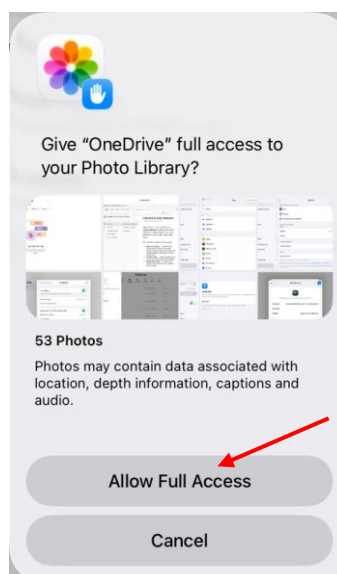 Give “OneDrive” full access to
your Photo Library?
53 Photos
Photos may contain data associated with
location, depth information, captions and
audio.
Allow Full Access
Cancel